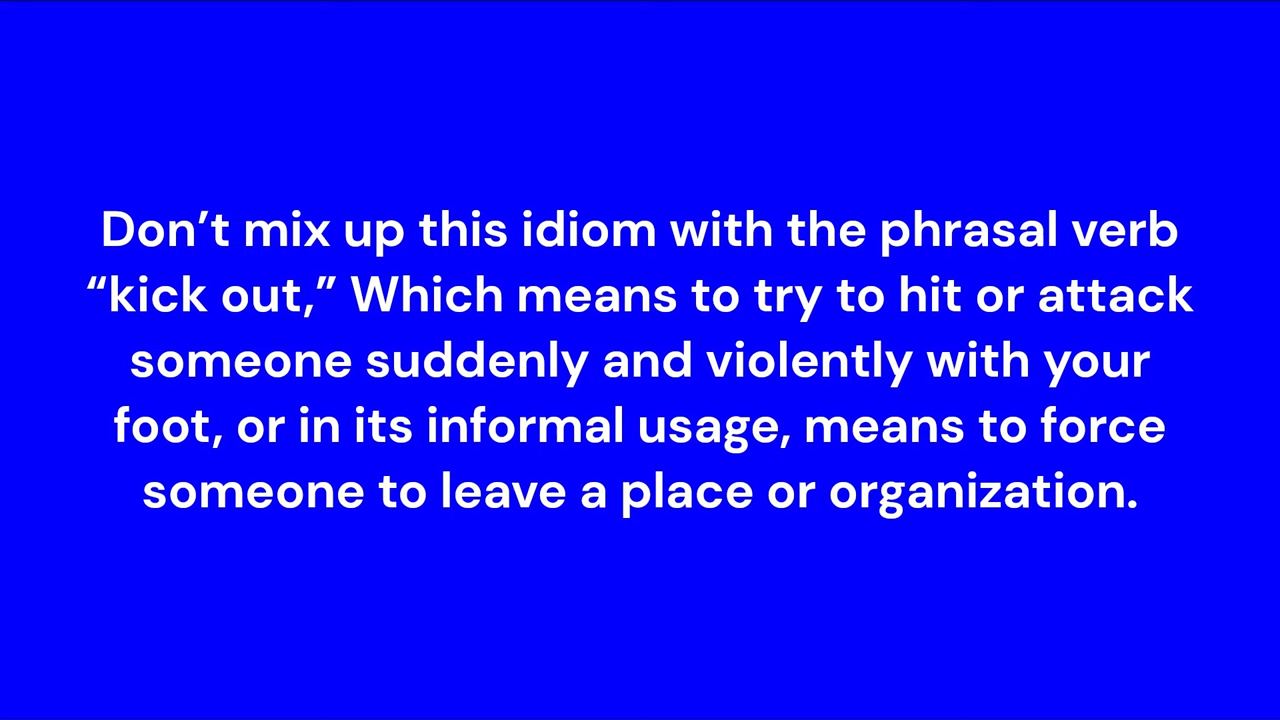 Don’t mix up this idiom with the phrasal verb
“kick out,” Which means to try to hit or attack
someone suddenly and violently with your
foot, or in its informal usage, means to force
someone to leave a place or organization.